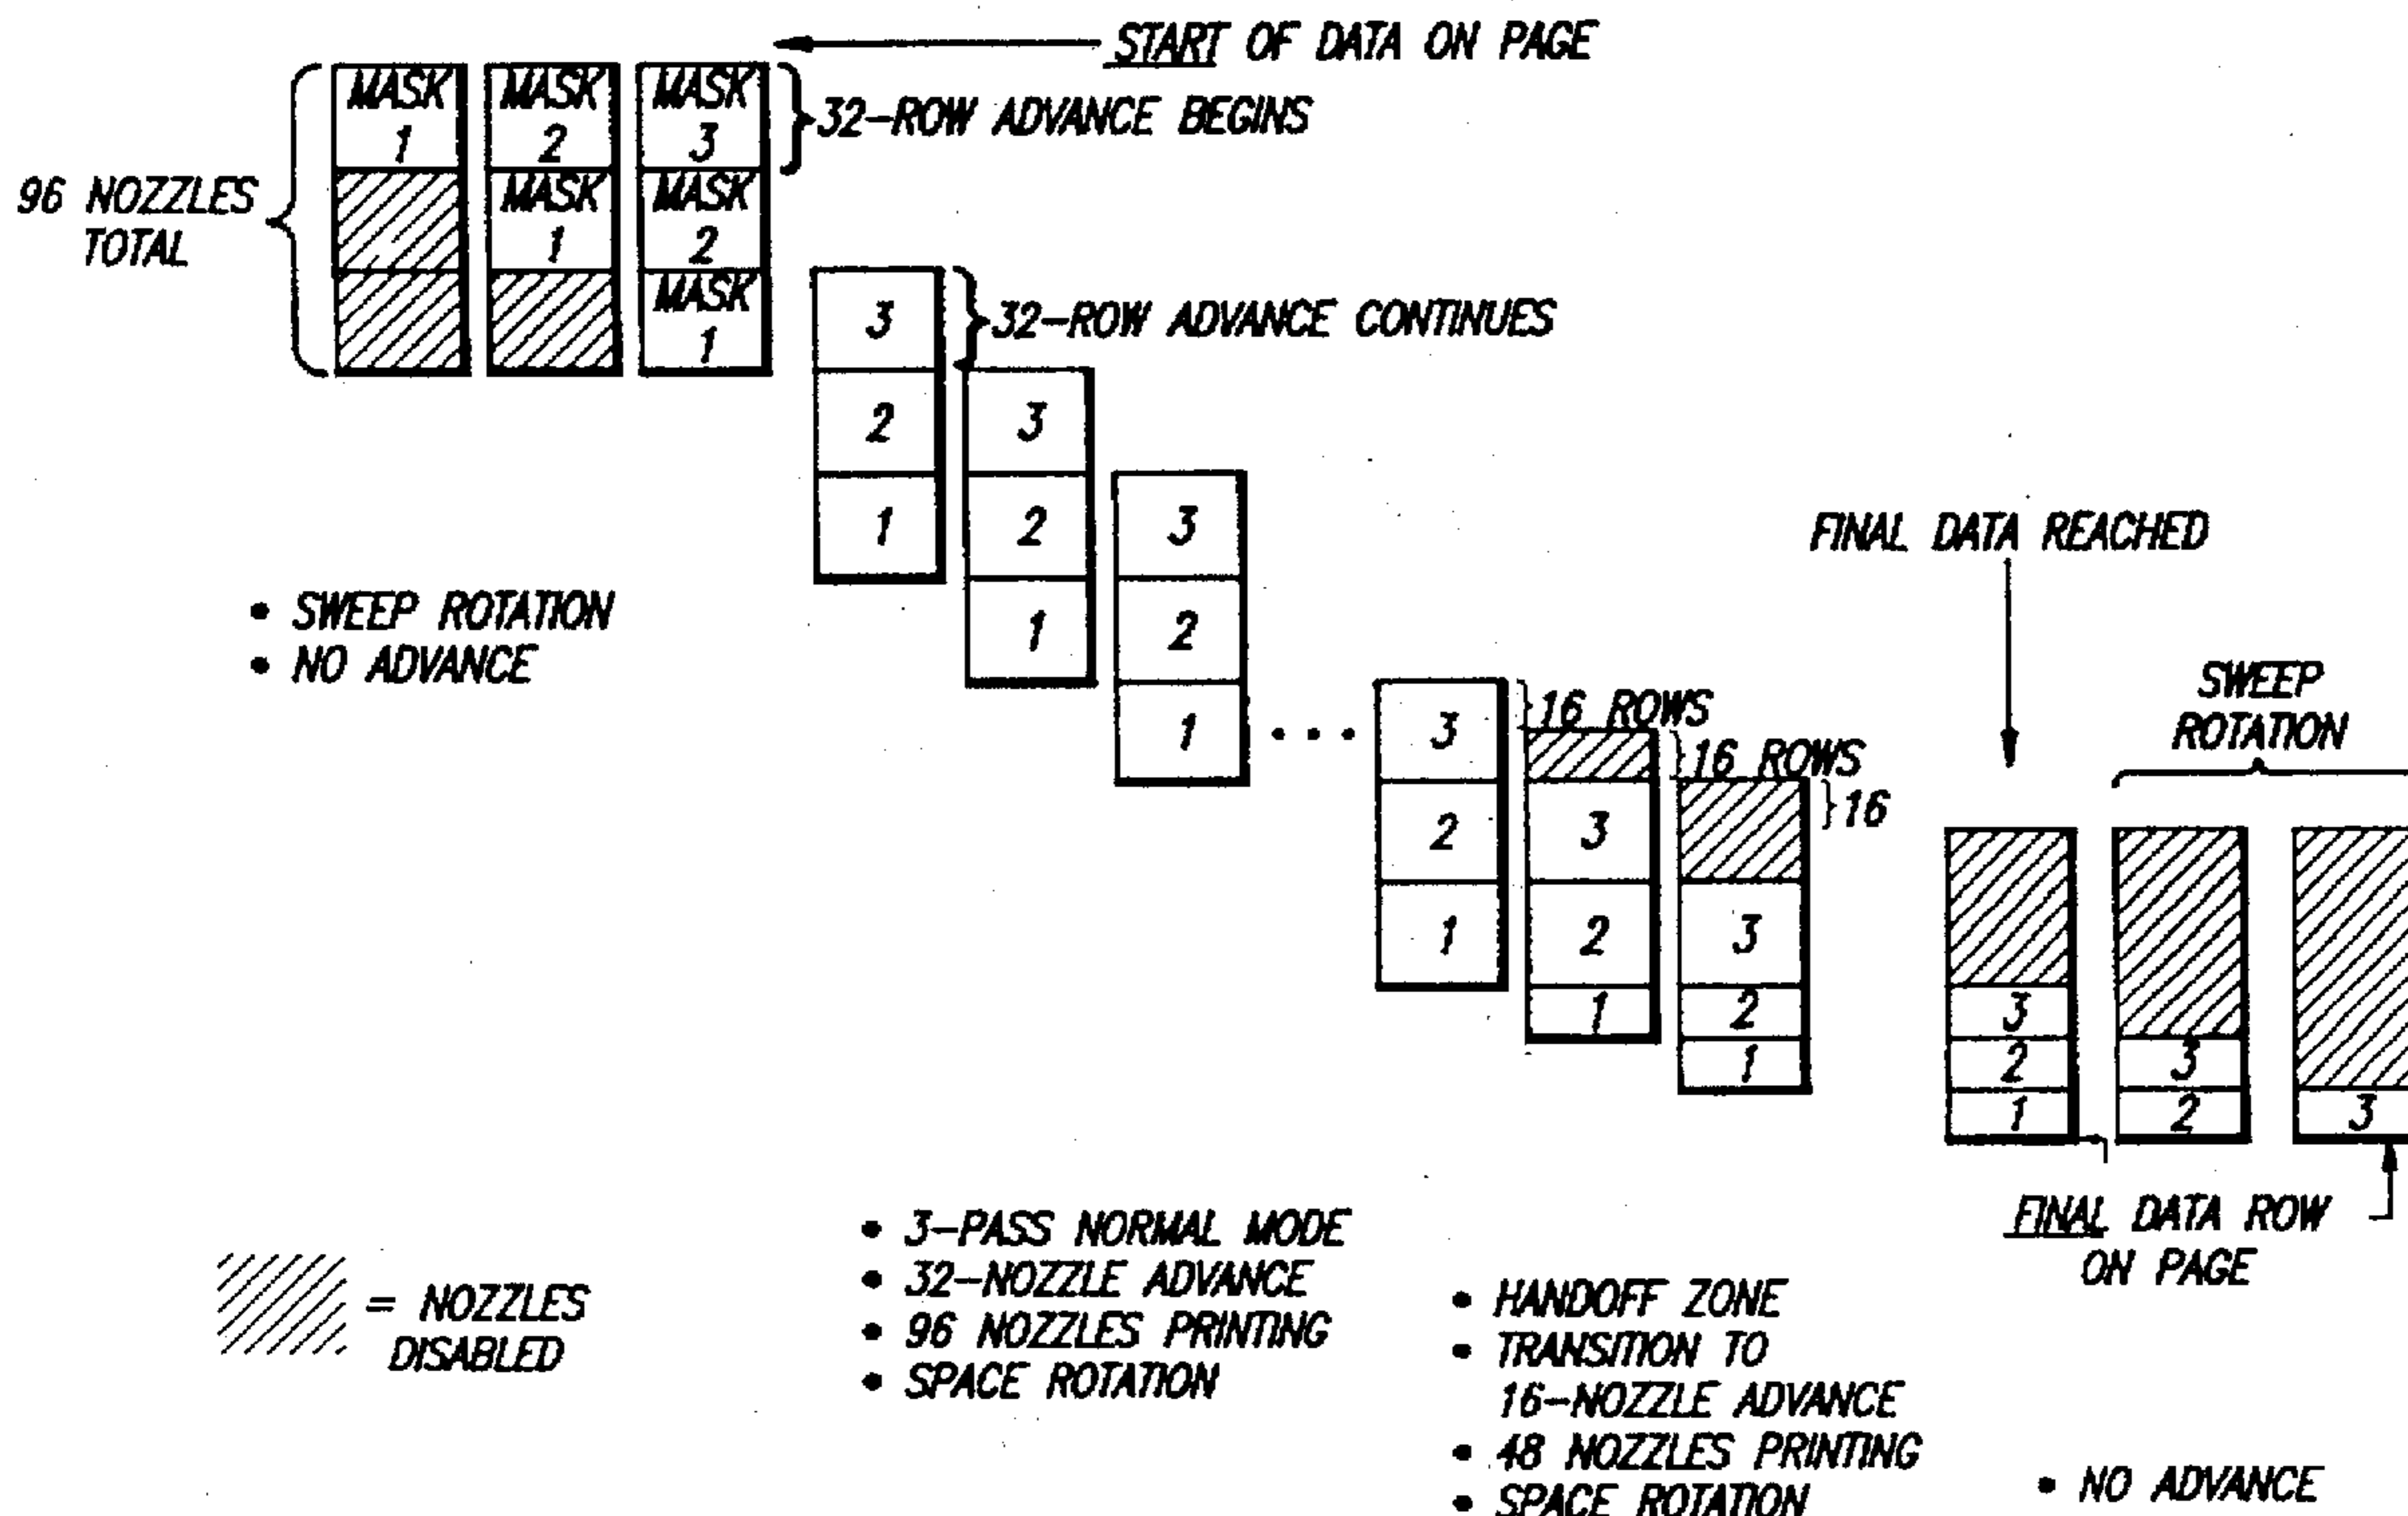 START OF DATA ON PAGE
MASK 1
MASK 2
MASK 3
32-ROW ADVANCE BEGINS
96 NOZZLES
TOTAL
MASK 1
MASK 2
MASK 1
3
2
1
32-ROW ADVANCE CONTINUES
3
2
1
3
2
1
• SWEEP ROTATION
• NO ADVANCE
...
3
2
1
16 ROWS
3
2
1
16 ROWS
3
2
1
16
FINAL DATA REACHED
3
2
1
SWEEP
ROTATION
3
2
3
FINAL DATA ROW
ON PAGE
= NOZZLES
DISABLED
• 3-PASS NORMAL MODE
• 32-NOZZLE ADVANCE
• 96 NOZZLES PRINTING
• SPACE ROTATION
• HANDOFF ZONE
• TRANSITION TO
16-NOZZLE ADVANCE
• 48 NOZZLES PRINTING
• SPACE ROTATION
• NO ADVANCE